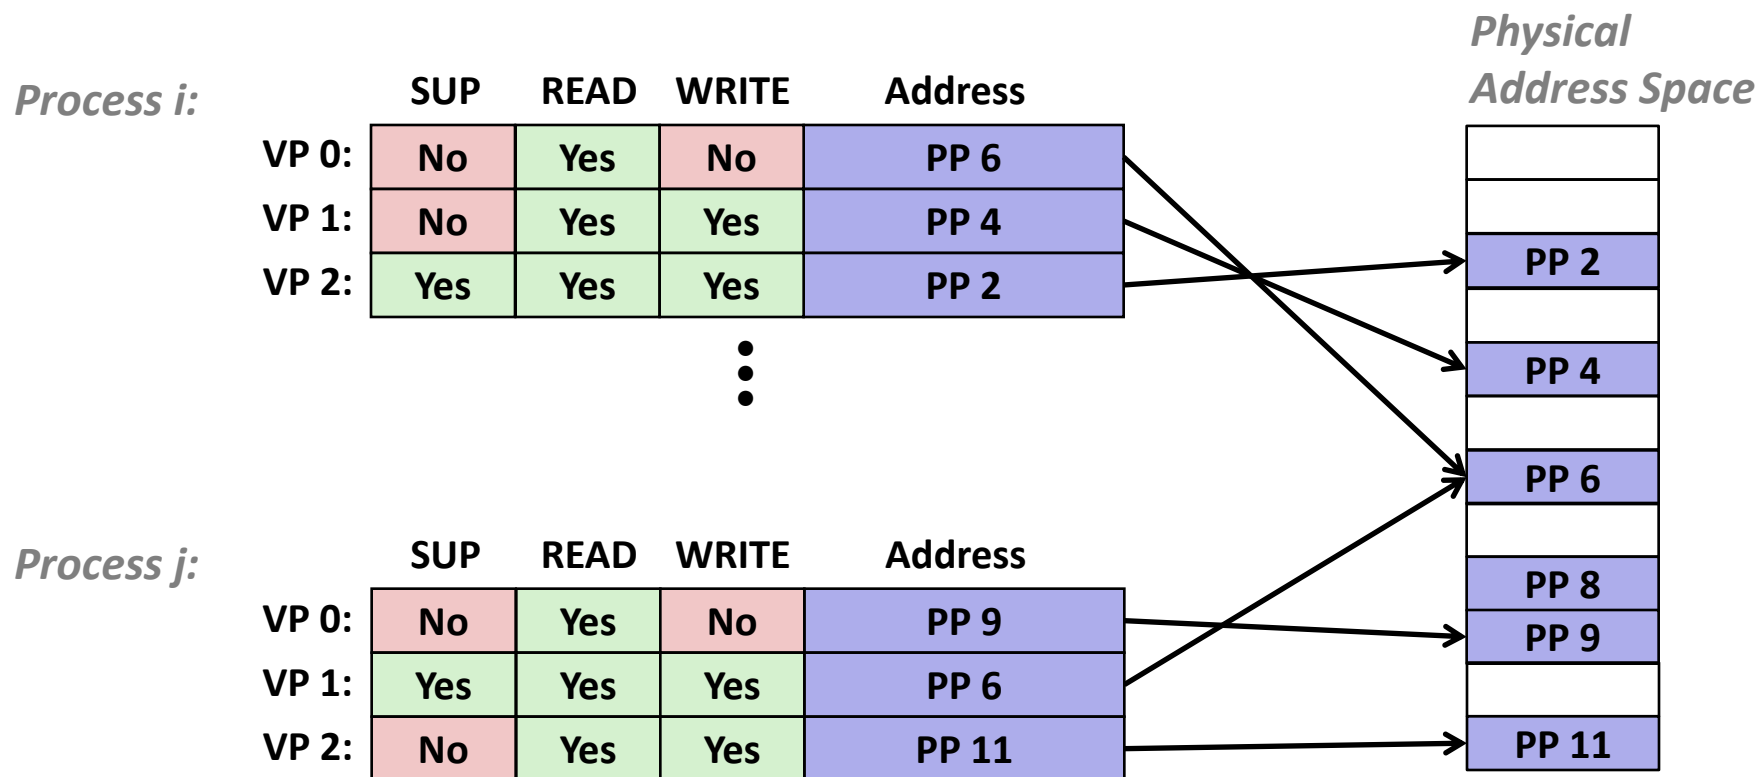 Physical
Address Space
Process i:
SUP READ WRITE Address
VP 0: No Yes No PP 6
VP 1: No Yes Yes PP 4
VP 2: Yes Yes Yes PP 2
PP 2
PP 4
PP 6
PP 8
PP 9
PP 11
Process j:
SUP READ WRITE Address
VP 0: No Yes No PP 9
VP 1: Yes Yes Yes PP 6
VP 2: No Yes Yes PP 11